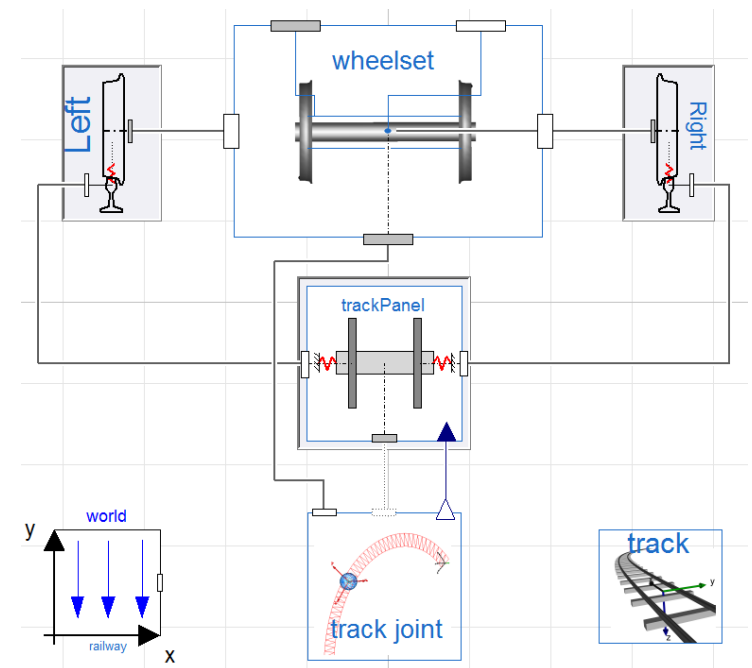 wheelset
Left
Right
trackPanel
y
world
railway
x
track joint
track
y
z